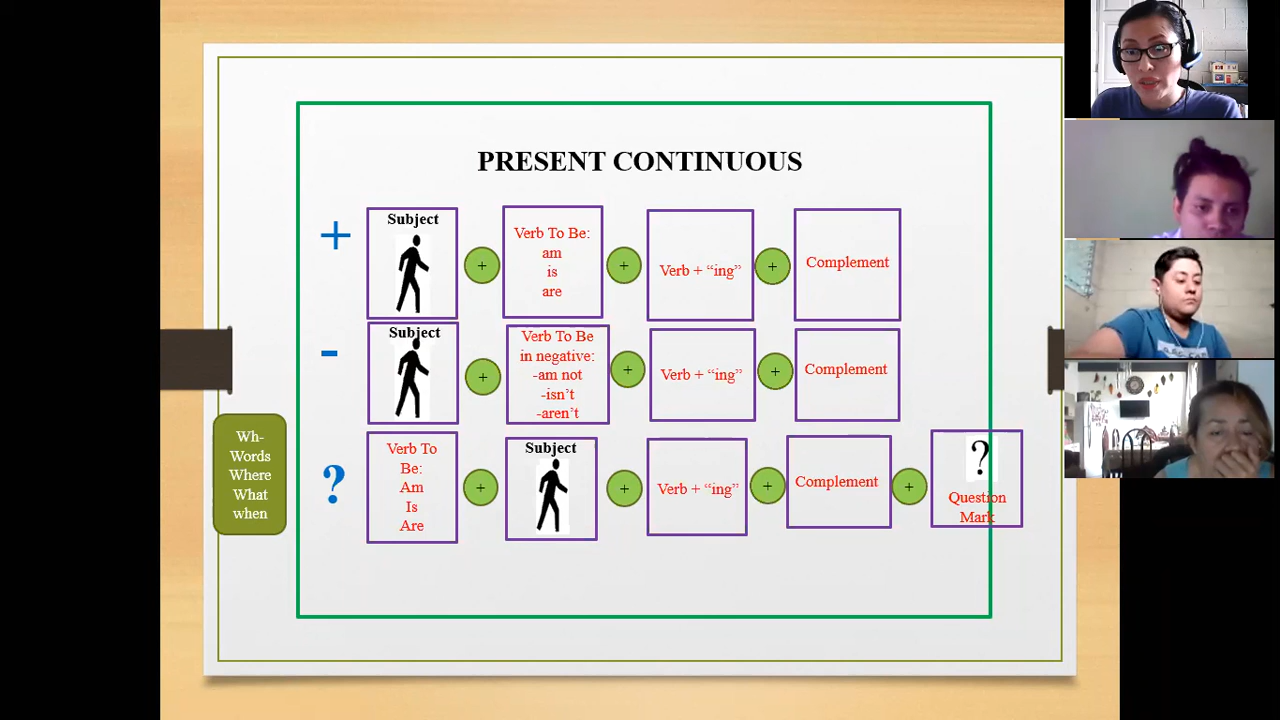 PRESENT CONTINUOUS
+
Subject
+
Verb To Be:
am
is
are
+
Verb + “ing”
+
Complement
-
Subject
+
Verb To Be
in negative:
-am not
-isn’t
-aren’t
+
Verb + “ing”
+
Complement
Wh-
Words
Where
What
when
?
Verb To
Be:
Am
Is
Are
+
Subject
+
Verb + “ing”
+
Complement
+
?
Question
Mark